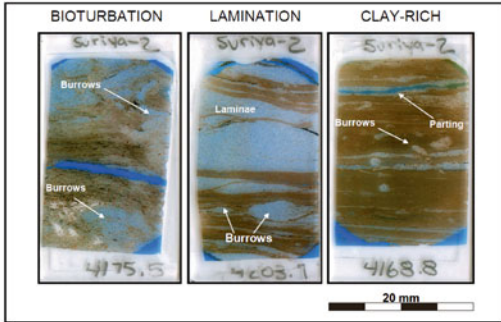 BIOTURBATION
LAMINATION
CLAY-RICH
Suriya-2
Suriya-2
Suriya-2
Burrows
Burrows
4175.5
Laminae
Burrows
4203.7
Burrows
Parting
4168.8
20 mm